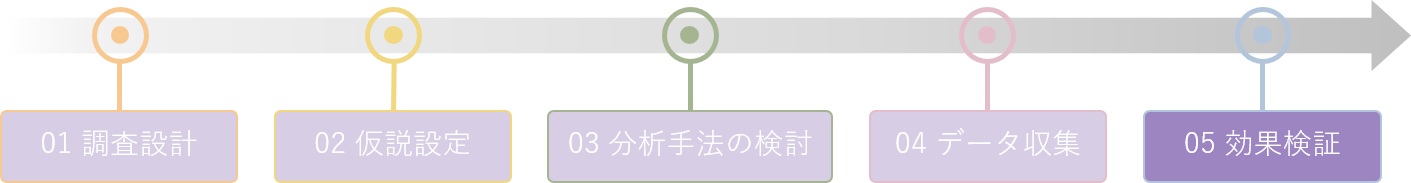 01 調査設計
02 仮説設定
03 分析手法の検討
04 データ収集
05 効果検証